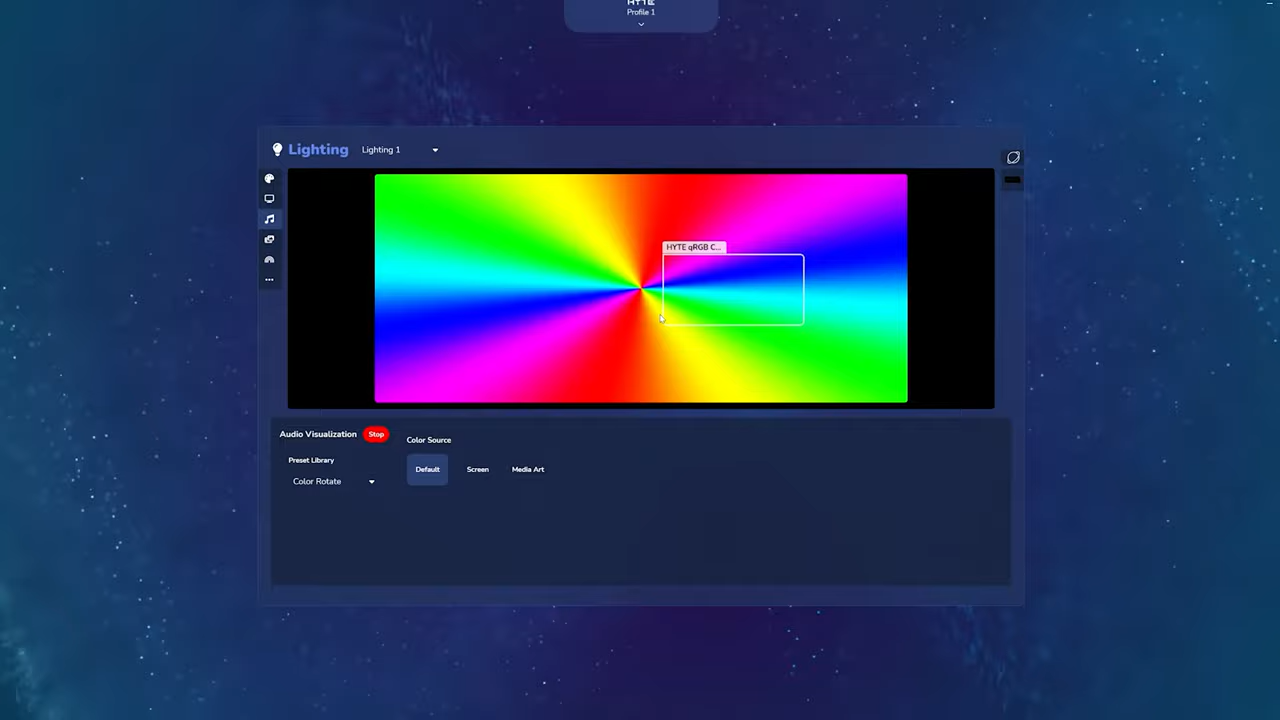 HYTE
Profile 1
Lighting
Lighting 1
HYTE qRGB C...
Audio Visualization
Stop
Color Source
Preset Library
Default
Screen
Media Art
Color Rotate